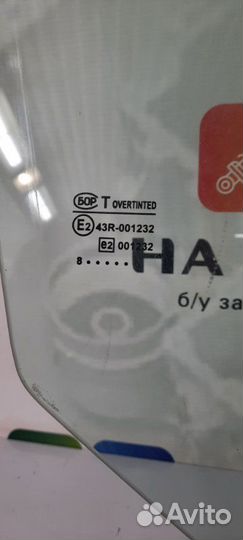 БОР T OVERTINTED
E2 43R-001232
e2 001232
8 • • • • •
НА
б/у за
Avito